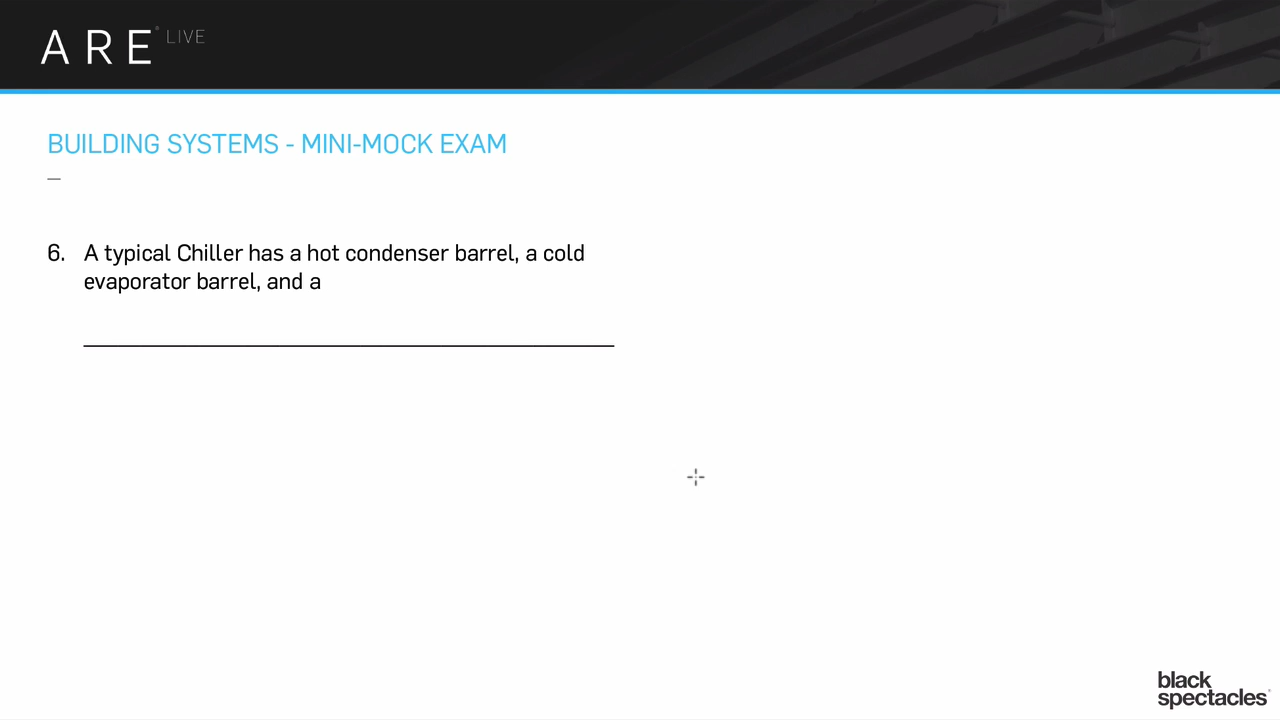 ARE® LIVE
BUILDING SYSTEMS - MINI-MOCK EXAM
6. A typical Chiller has a hot condenser barrel, a cold
evaporator barrel, and a
black
spectacles®